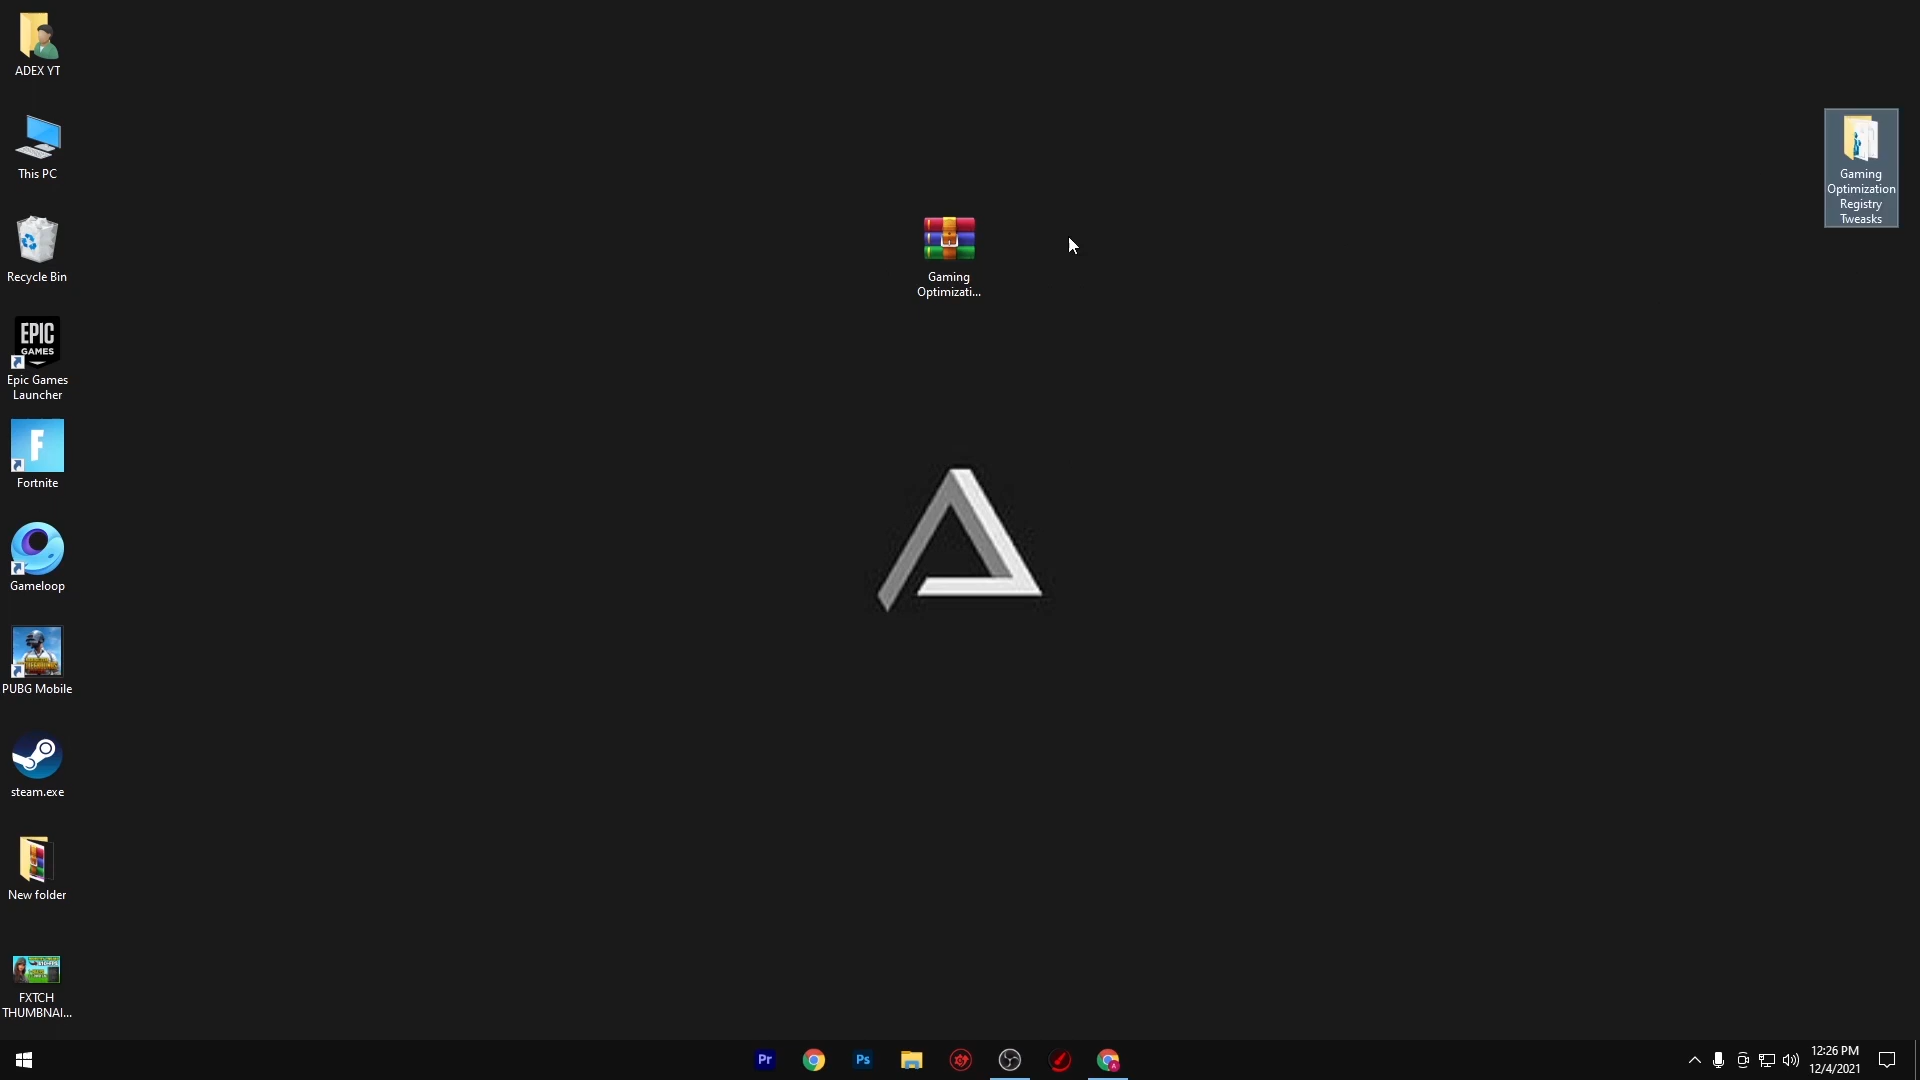 ADEX YT
This PC
Recycle Bin
EPIC
GAMES
Epic Games
Launcher
F
Fortnite
Gameloop
PUBG Mobile
steam.exe
New folder
FXTCH
THUMBNAI...
Gaming
Optimizati...
Gaming
Optimization
Registry
Tweasks
Pr
Ps
12:26 PM
12/4/2021